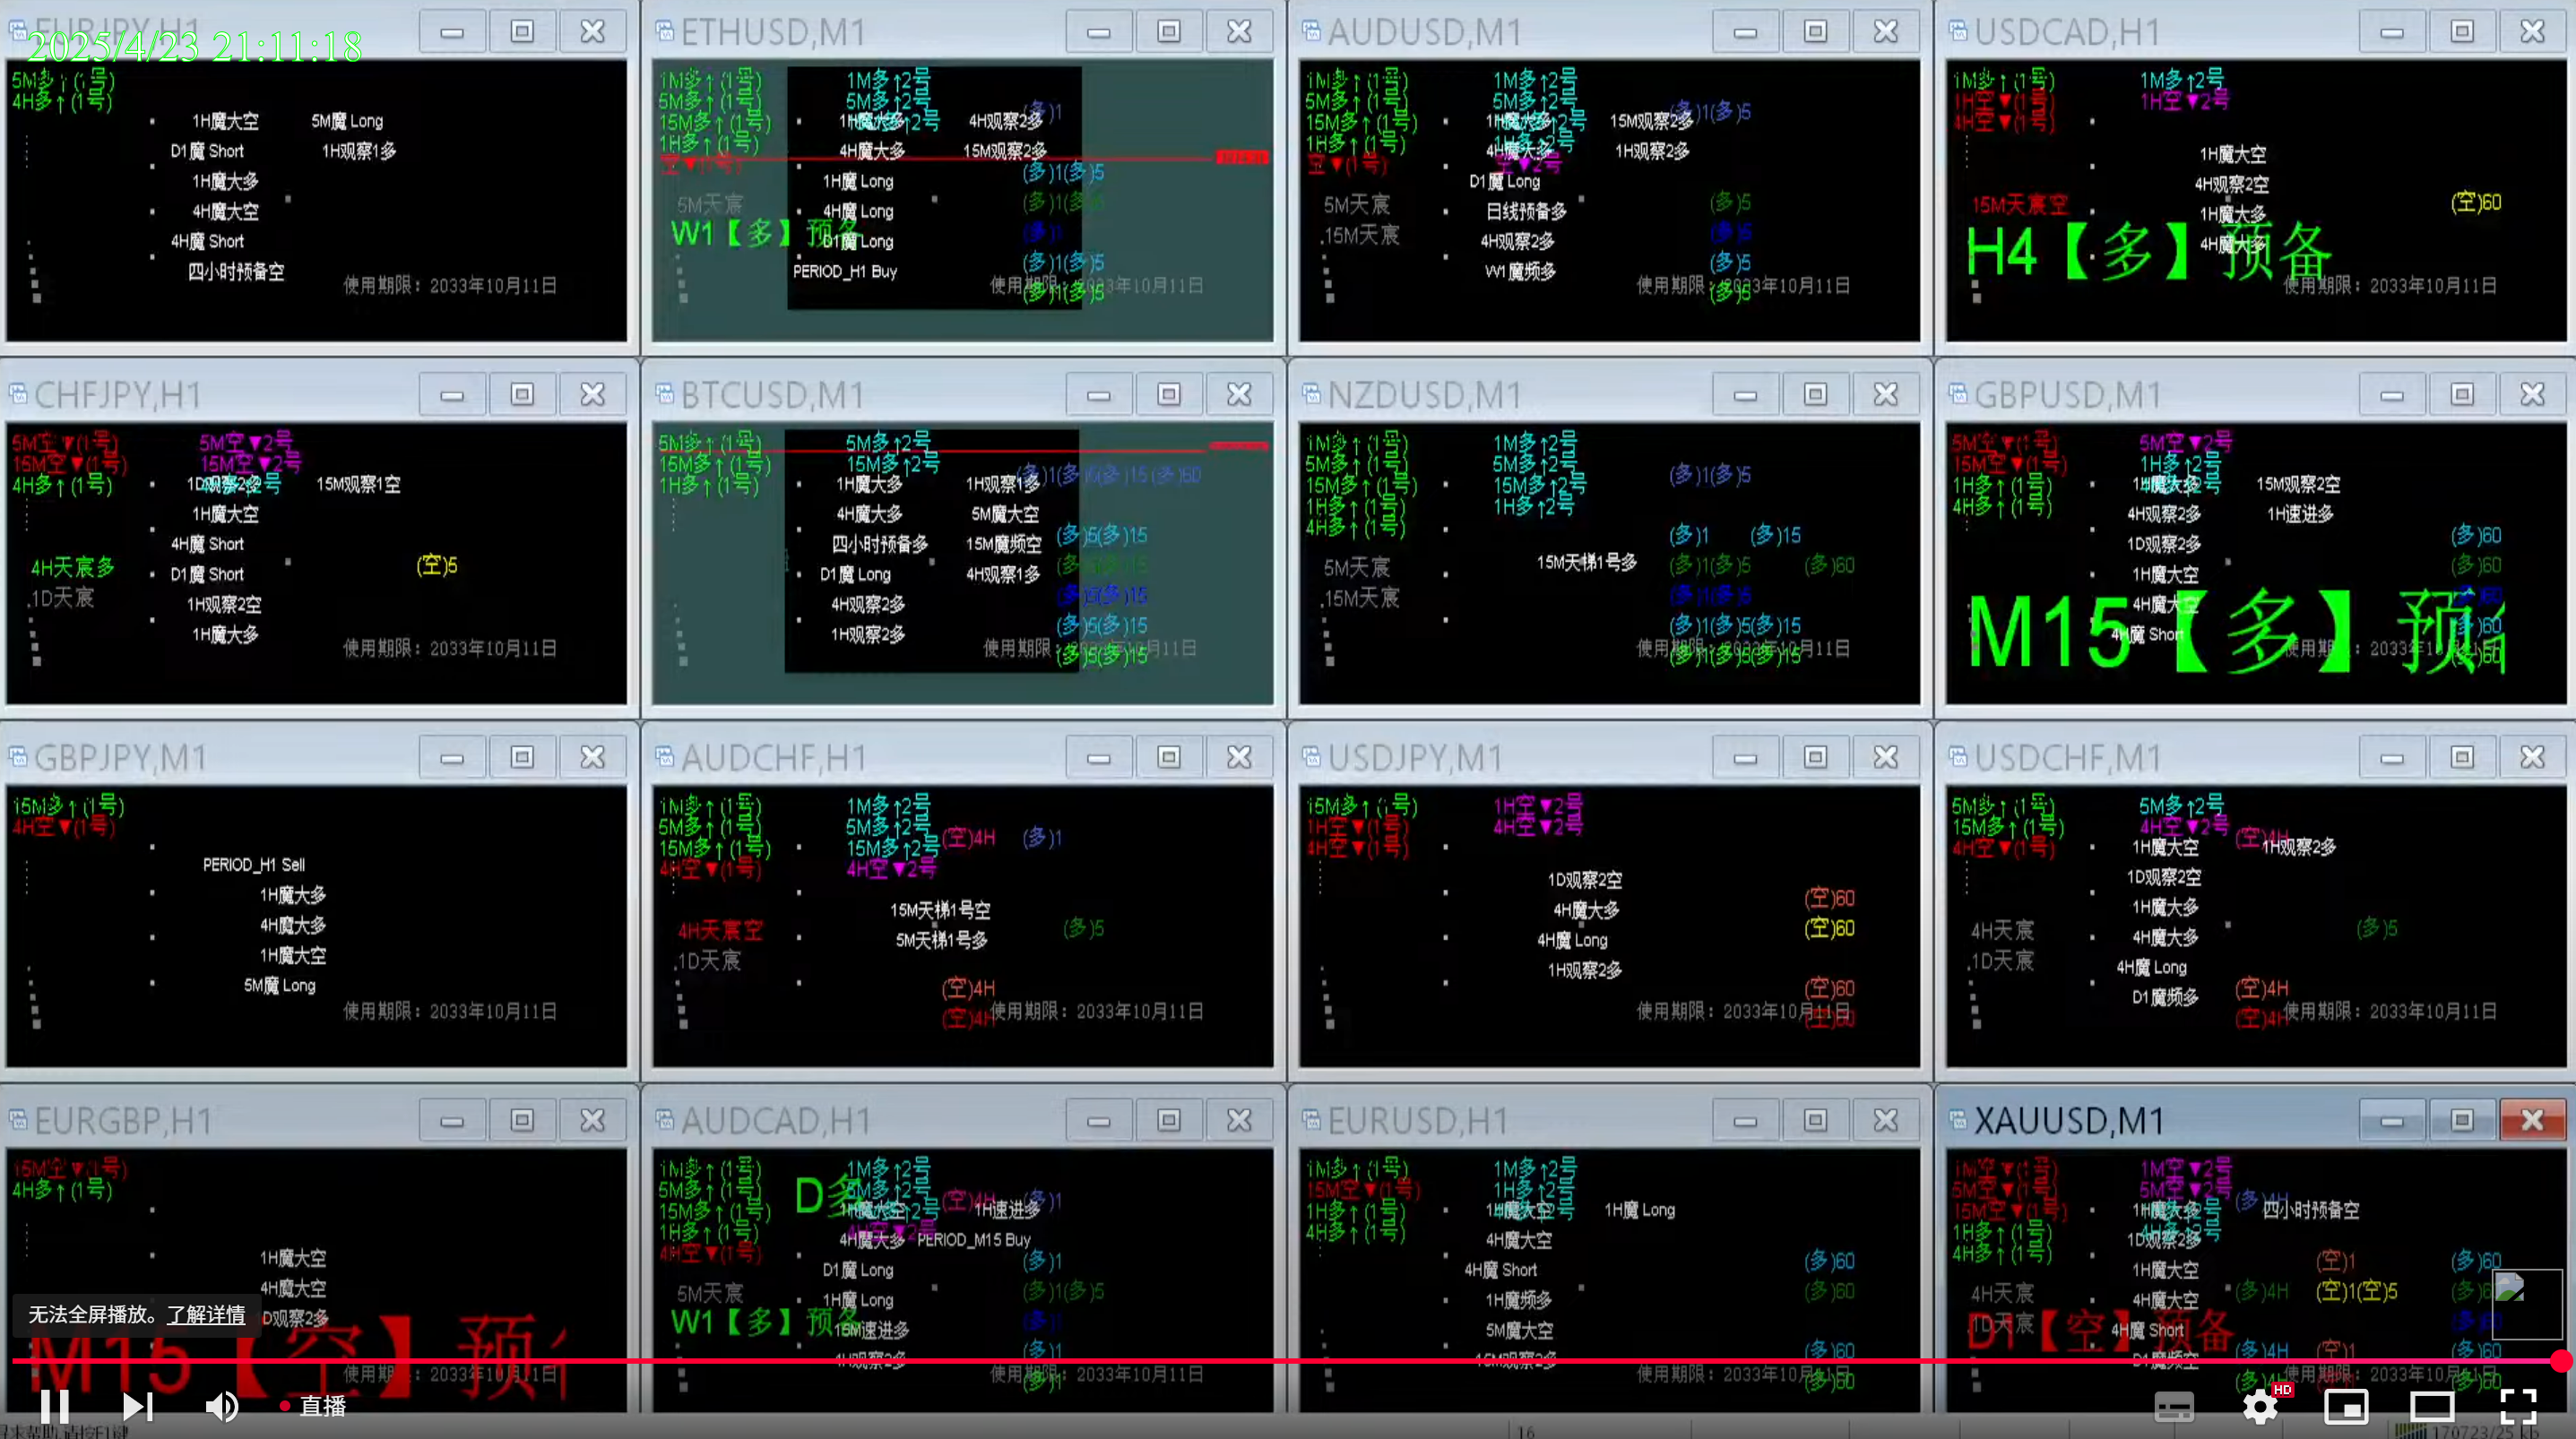 EURJPY,H1
2025/4/23 21:11:18
5M多↑(1号)
4H多↑(1号)
1H魔大空 5M魔 Long
D1魔 Short 1H观察1多
1H魔大多
4H魔大空
4H魔 Short
四小时预备空
使用期限：2033年10月11日
ETHUSD,M1
1M多↑(1号) 1M多↑2号
5M多↑(1号) 5M多↑2号
(多)1
15M多↑(1号) 4H观察2多
1H多↑(1号) 4H魔大多 15M观察2多
空▼(1号) (多)1(多)5
1H魔 Long
5M天宸 4H魔 Long (多)1(多)5
W1【多】预备 D1魔 Long (多)1
(多)1(多)5
PERIOD_H1 Buy
使用期限：2033年10月11日
(多)1(多)5
AUDUSD,M1
1M多↑(1号) 1M多↑2号
5M多↑(1号) 5M多↑2号
(多)1(多)5
15M多↑(1号) 15M观察2多
1H多↑(1号) 1H观察2多
空▼(1号) 空▼2号
D1魔 Long
5M天宸 日线预备多 (多)5
15M天宸 4H观察2多 (多)5
(多)5
W1魔频多
使用期限：2033年10月11日
(多)5
USDCAD,H1
1M多↑(1号) 1M多↑2号
1H空▼(1号) 1H空▼2号
4H空▼(1号)
1H魔大空
4H观察2空
15M天宸空 1H魔大多 (空)60
H4【多】预备
4H魔大多
使用期限：2033年10月11日
CHFJPY,H1
5M空▼(1号) 5M空▼2号
15M空▼(1号) 15M空▼2号
4H多↑(1号) 15M观察1空
1H魔大空
4H魔 Short
4H天宸多 D1魔 Short (空)5
1D天宸 1H观察2空
1H魔大多
使用期限：2033年10月11日
BTCUSD,M1
5M多↑(1号) 5M多↑2号
15M多↑(1号) 15M多↑2号
1H多↑(1号) 1H魔大多 1H观察1多
4H魔大多 5M魔大空
四小时预备多 15M魔频空 (多)5(多)15
D1魔 Long 4H观察1多
4H观察2多 (多)5(多)15
1H观察2多 (多)5(多)15
使用期限：2033年10月11日
(多)5(多)15
NZDUSD,M1
1M多↑(1号) 1M多↑2号
5M多↑(1号) 5M多↑2号
(多)1(多)5
15M多↑(1号) 15M多↑2号
1H多↑(1号) 1H多↑2号
4H多↑(1号)
(多)1 (多)15
5M天宸 15M天梯1号多 (多)1(多)5 (多)60
15M天宸 (多)1(多)5
(多)1(多)5(多)15
使用期限：2033年10月11日
(多)1(多)5(多)15
GBPUSD,M1
5M空▼(1号) 5M空▼2号
15M空▼(1号) 1H多↑2号
1H多↑(1号) 15M观察2空
4H多↑(1号) 4H观察2多 1H速进多
1D观察2多 (多)60
1H魔大空 (多)60
4H魔大空
M15【多】预
4H魔 Short
GBPJPY,M1
15M多↑(1号)
4H空▼(1号)
PERIOD_H1 Sell
1H魔大多
4H魔大多
1H魔大空
5M魔 Long
使用期限：2033年10月11日
AUDCHF,H1
1M多↑(1号) 1M多↑2号
5M多↑(1号) 5M多↑2号
(空)4H (多)1
15M多↑(1号) 15M多↑2号
4H空▼(1号) 4H空▼2号
15M天梯1号空
4H天宸空 5M天梯1号多 (多)5
1D天宸
(空)4H
使用期限：2033年10月11日
(空)4H
USDJPY,M1
15M多↑(1号) 1H空▼2号
1H空▼(1号) 4H空▼2号
4H空▼(1号)
1D观察2空
4H魔大多 (空)60
4H魔 Long (空)60
1H观察2多
(空)60
使用期限：2033年10月11日
(空)60
USDCHF,M1
5M多↑(1号) 5M多↑2号
15M多↑(1号) 4H空▼2号
(空)4H
4H空▼(1号) 1H魔大空 1H观察2多
1D观察2空
1H魔大多
4H天宸 4H魔大多 (多)5
1D天宸 4H魔 Long
D1魔频多 (空)4H
使用期限：2033年10月11日
(空)4H
EURGBP,H1
15M空▼(1号)
4H多↑(1号)
1H魔大空
4H魔大空
D观察2多
M15【空】预
使用期限：2033年10月11日
AUDCAD,H1
1M多↑(1号) 1M多↑2号
5M多↑(1号) D多 5M多↑2号
(空)4H (多)1
15M多↑(1号) 1H速进多
1H多↑(1号) 4H魔大多 PERIOD_M15 Buy
4H空▼(1号) (多)1
D1魔 Long
5M天宸 1H魔 Long (多)1(多)5
W1【多】预备 15M速进多
4H观察2多 (多)1
使用期限：2033年10月11日
(多)1
EURUSD,H1
1M多↑(1号) 1M多↑2号
15M空▼(1号) 1H多↑2号
1H多↑(1号) 1H魔大空 1H魔 Long
4H多↑(1号) 4H魔大空
4H魔 Short (多)60
1H魔频多 (多)60
5M魔大空
15M观察2多 (多)60
使用期限：2033年10月11日
(多)60
XAUUSD,M1
1M空▼(1号) 1M空▼2号
5M空▼(1号) 5M空▼2号
(多)4H
15M空▼(1号) 1H魔大多 四小时预备空
1H多↑(1号) 1D观察2多
4H多↑(1号) 1H魔大空 (空)1 (多)60
4H天宸 4H魔大空 (多)4H (空)1(空)5
1D天宸 D1【空】预备 4H魔 Short
D1魔频空 (多)4H (空)1 (多)60
使用期限：2033年10月11日
无法全屏播放。了解详情
直播
HD
16
170723/25 kb